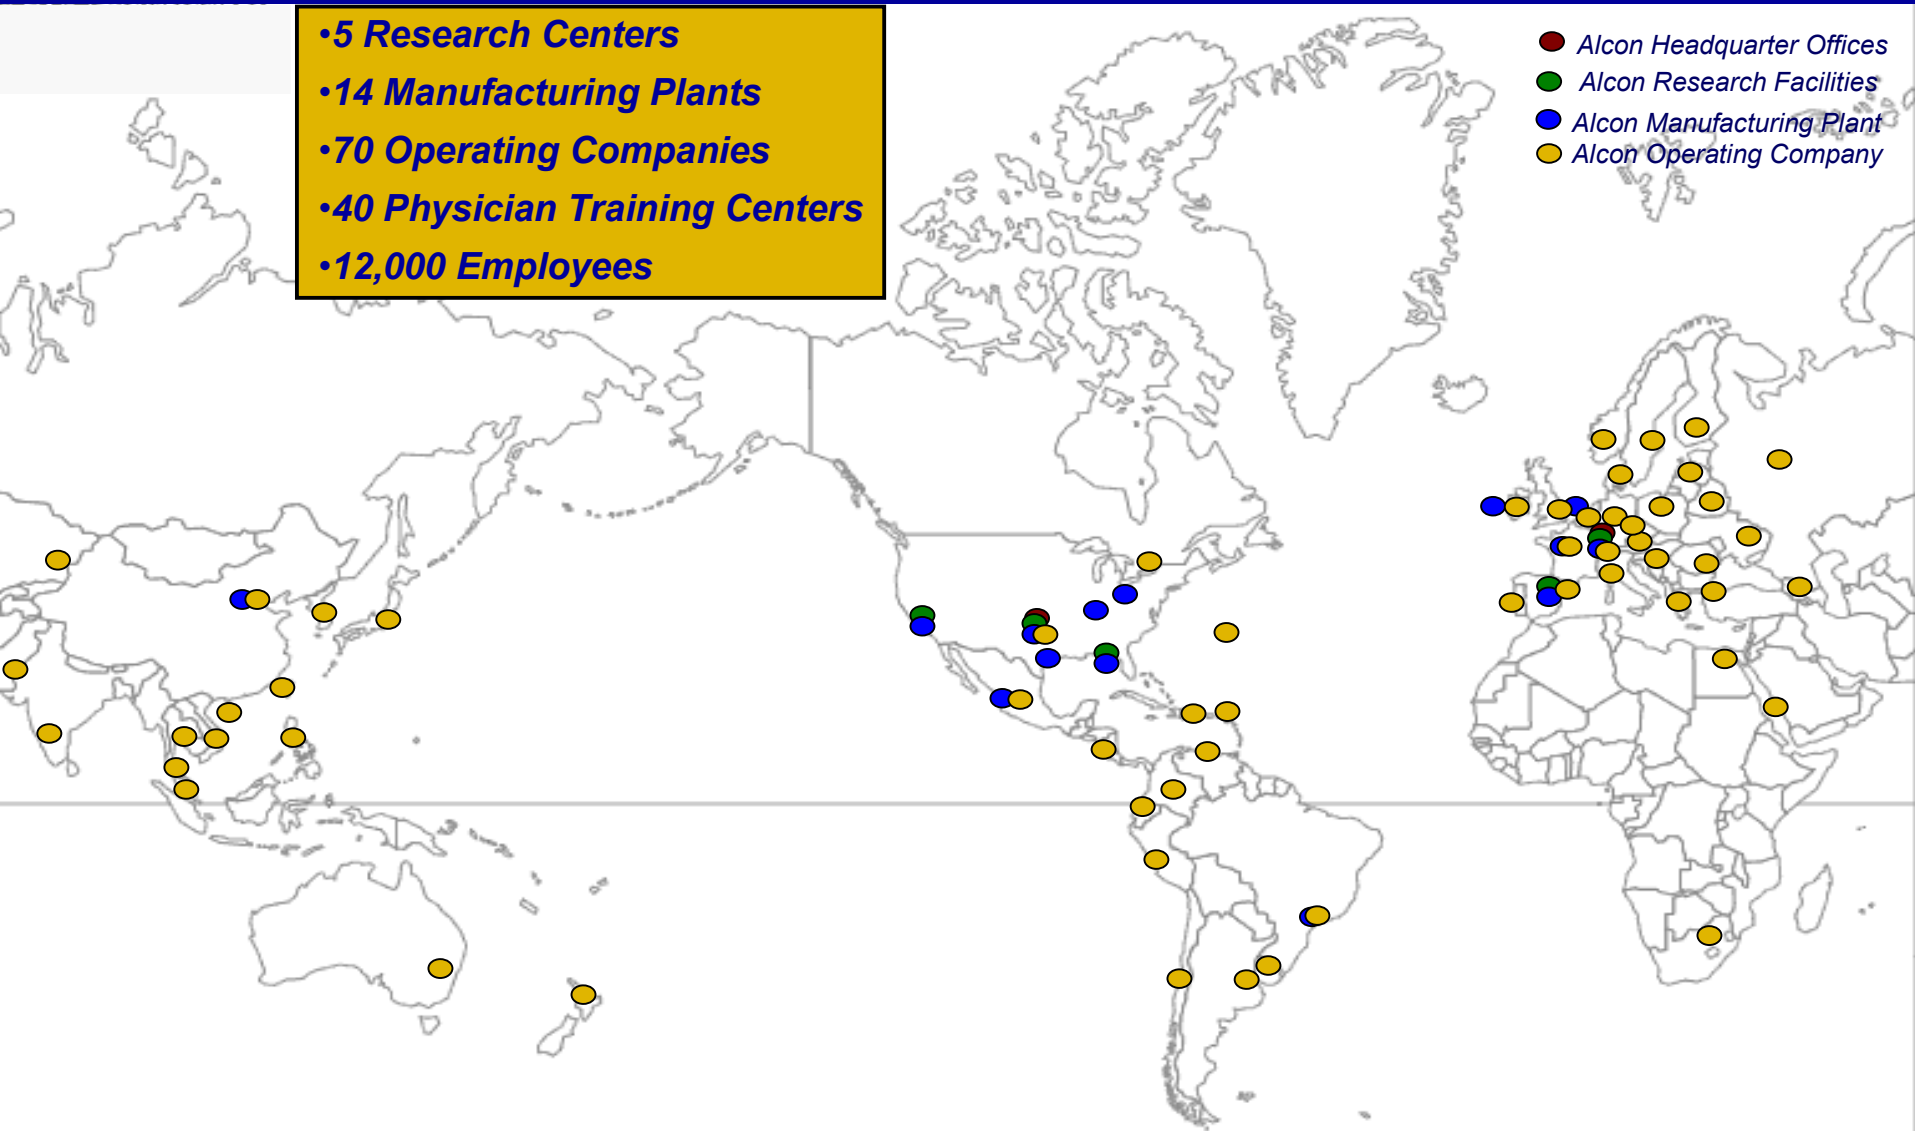 •5 Research Centers
•14 Manufacturing Plants
•70 Operating Companies
•40 Physician Training Centers
•12,000 Employees
Alcon Headquarter Offices
Alcon Research Facilities
Alcon Manufacturing Plant
Alcon Operating Company